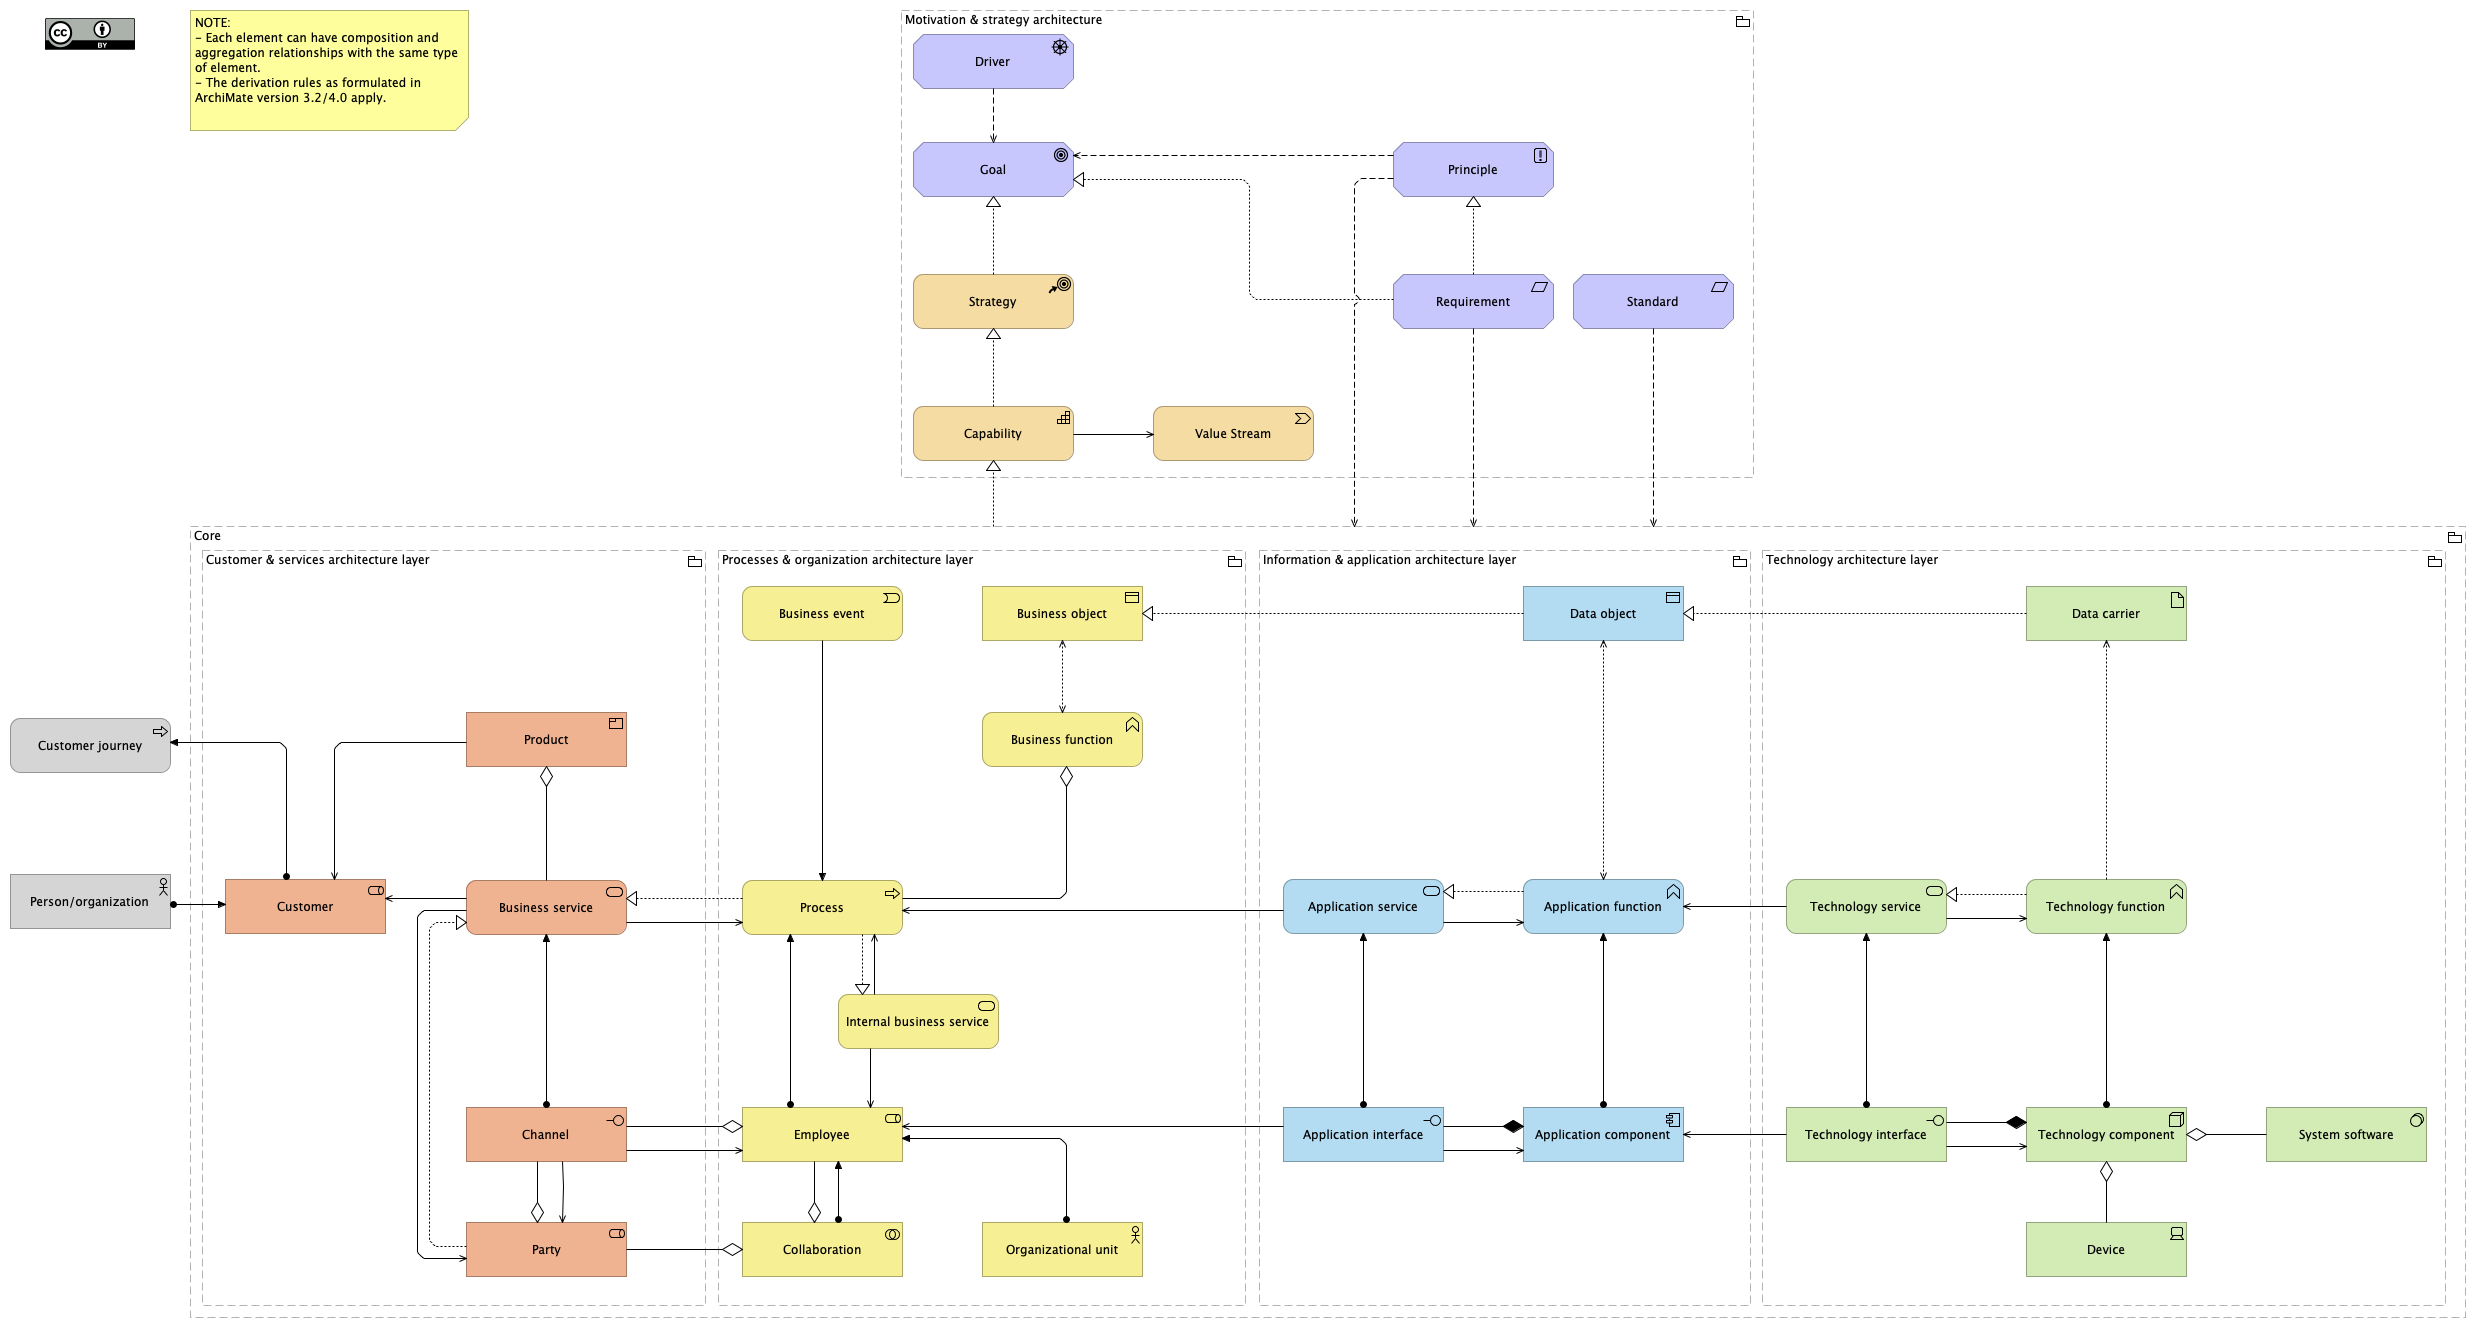 cc
BY
NOTE:
- Each element can have composition and
aggregation relationships with the same type
of element.
- The derivation rules as formulated in
ArchiMate version 3.2/4.0 apply.
Motivation & strategy architecture
Driver
Goal
Principle
Strategy
Requirement
Standard
Capability
Value Stream
Core
Customer & services architecture layer
Processes & organization architecture layer
Information & application architecture layer
Technology architecture layer
Business event
Business object
Data object
Data carrier
Customer journey
Product
Business function
Person/organization
Customer
Business service
Process
Application service
Application function
Technology service
Technology function
Internal business service
Channel
Employee
Application interface
Application component
Technology interface
Technology component
System software
Party
Collaboration
Organizational unit
Device